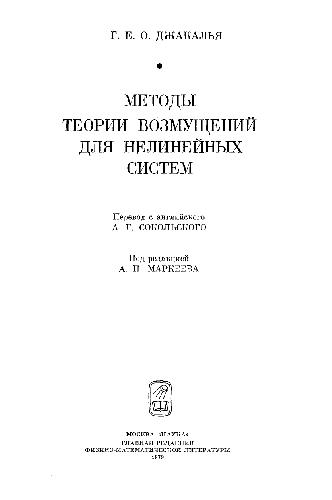 Г. Е. О. ДЖАКАЛЬЯ
МЕТОДЫ
ТЕОРИИ ВОЗМУЩЕНИЙ
ДЛЯ НЕЛИНЕЙНЫХ
СИСТЕМ
Перевод с английского
А. Г. СОКОЛЬСКОГО
Под редакцией
А. П. МАРКЕЕВА
МОСКВА «НАУКА»
ГЛАВНАЯ РЕДАКЦИЯ
ФИЗИКО-МАТЕМАТИЧЕСКОЙ ЛИТЕРАТУРЫ
1979